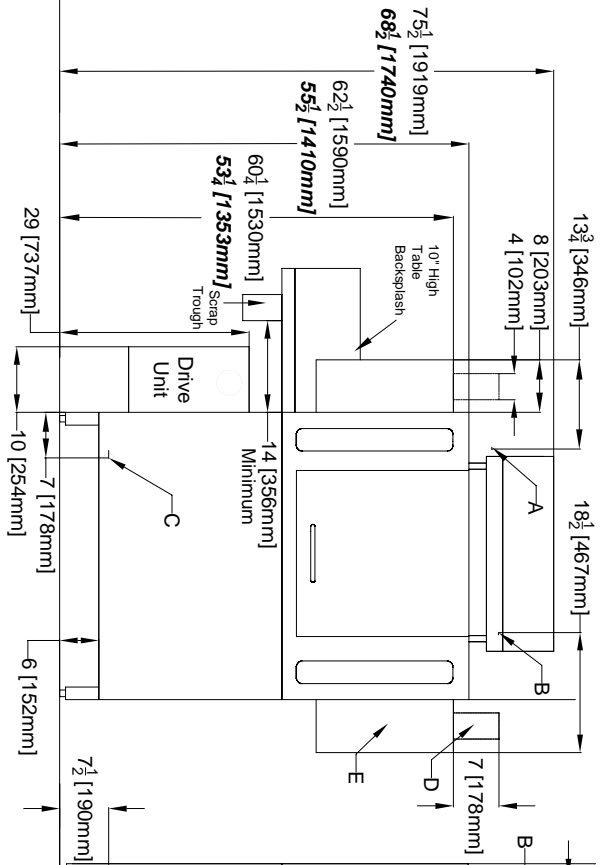 75½ [1919mm]
68½ [1740mm]
62½ [1590mm]
55½ [1410mm]
60¼ [1530mm]
53¼ [1353mm]
29 [737mm]
13¾ [346mm]
8 [203mm]
4 [102mm]
10" High
Table
Backsplash
Scrap
Trough
Drive
Unit
14 [356mm]
Minimum
10 [254mm]
7 [178mm]
C
A
18½ [467mm]
B
6 [152mm]
7½ [190mm]
E
D
7 [178mm]
B